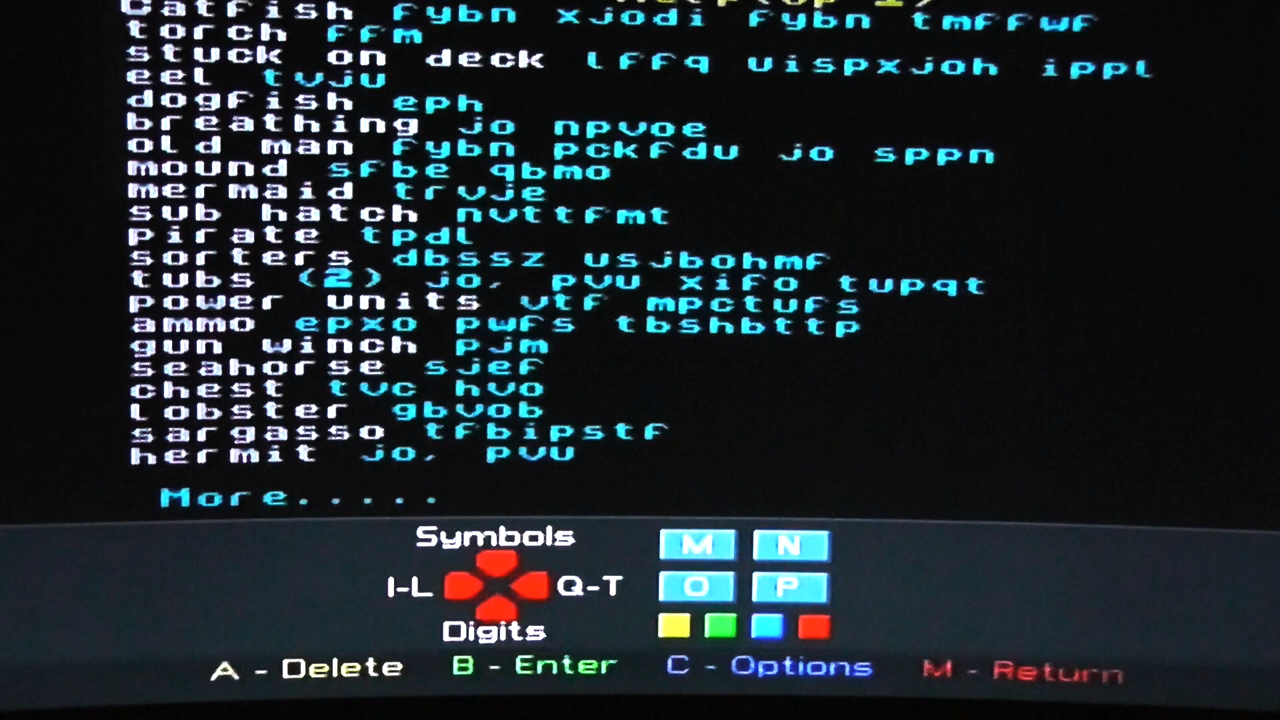 catfish fybn xjodi fybn tmffwf
torch ffm
stuck on deck lffq uispxjoh ippl
eel tvju
dogfish eph
breathing jo npvoe
old man fybn pckfdu jo sppn
mound sfbe qbmo
mermaid trvje
sub hatch nvttfmt
pirate tpdl
sorters dbssz usjbohmf
tubs (2) jo, pvu xifo tupqt
power units vtf mpctufs
ammo epxo pwfs tbshbttp
gun winch pjm
seahorse sjef
chest tvc hvo
lobster gbvob
sargasso tfbipstf
hermit jo, pvu
More.....
Symbols
M N
I-L Q-T O P
Digits
A - Delete B - Enter C - Options M - Return